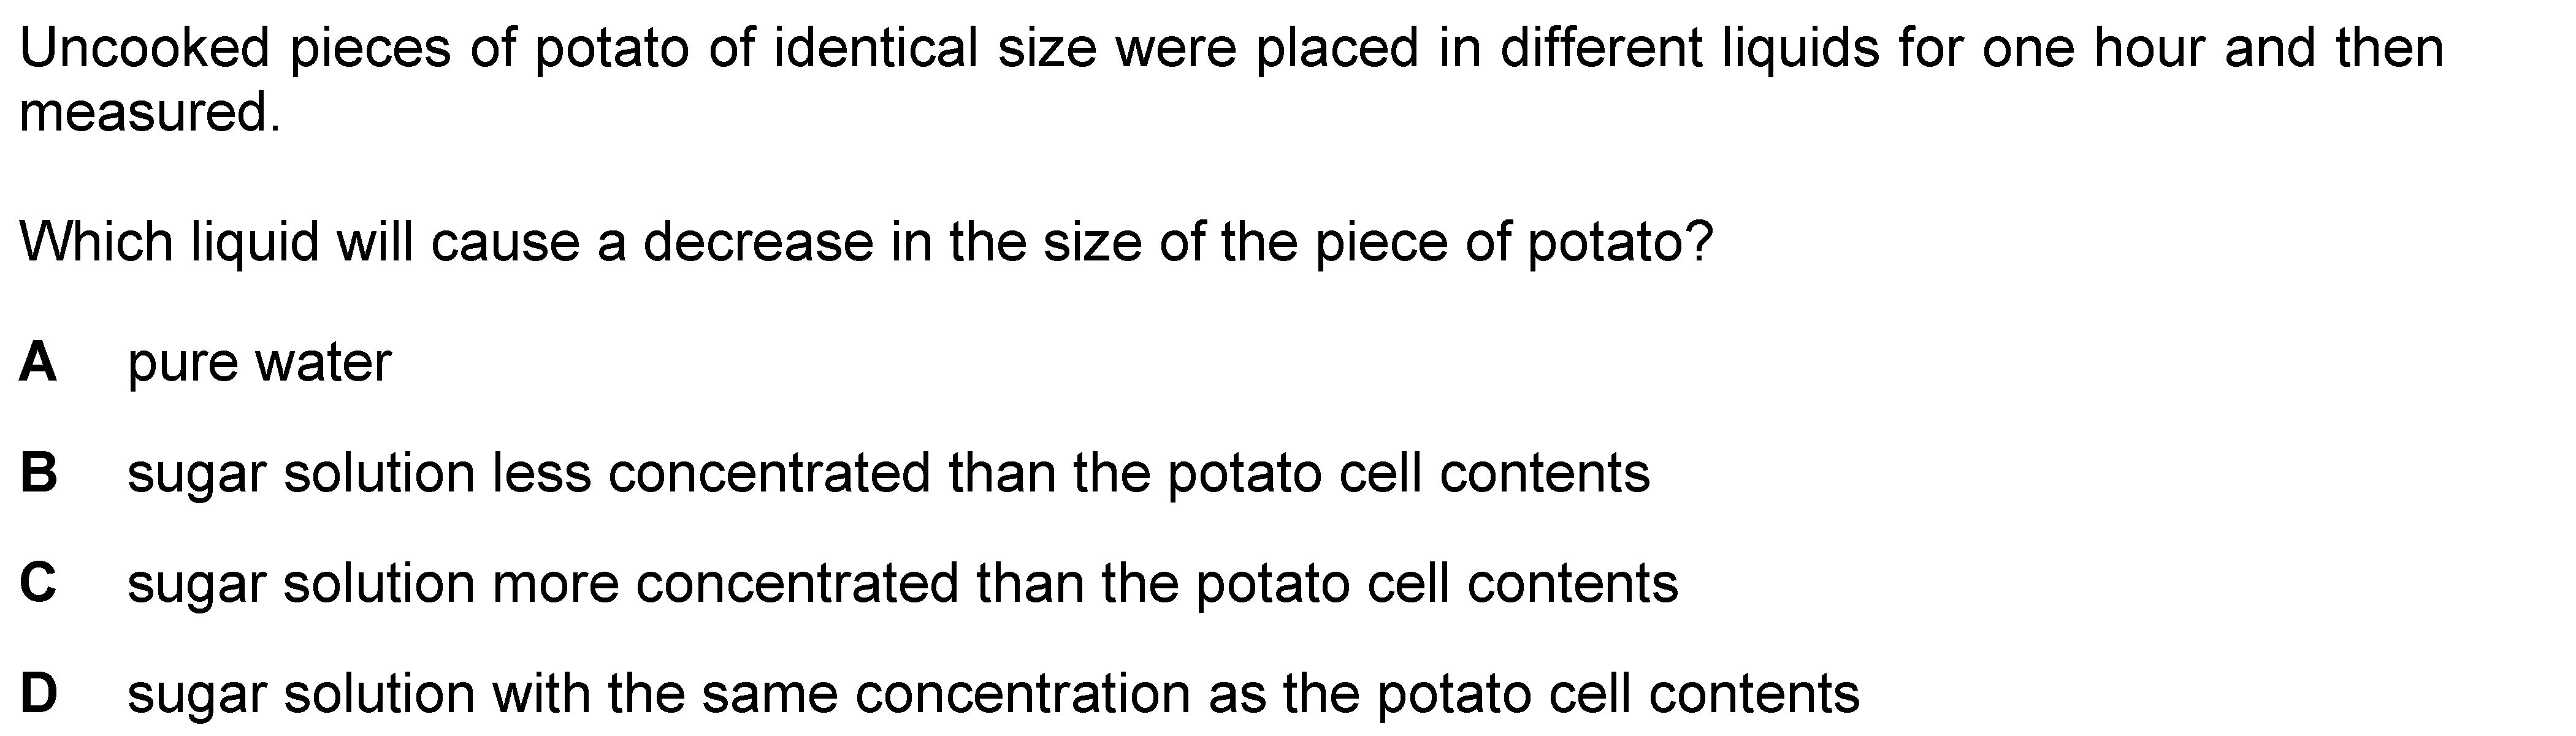 Uncooked pieces of potato of identical size were placed in different liquids for one hour and then
measured.
Which liquid will cause a decrease in the size of the piece of potato?
A pure water
B sugar solution less concentrated than the potato cell contents
C sugar solution more concentrated than the potato cell contents
D sugar solution with the same concentration as the potato cell contents